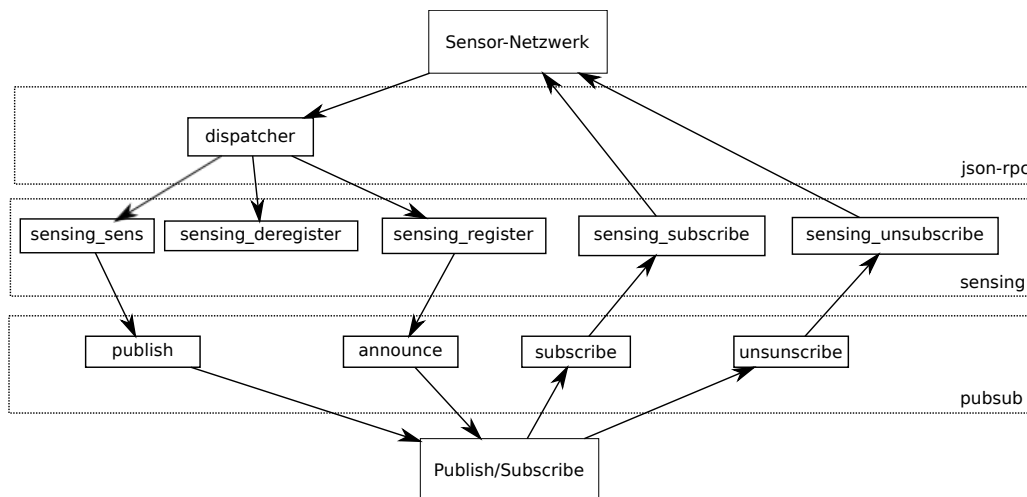 Sensor-Netzwerk
dispatcher
json-rpc
sensing_sens
sensing_deregister
sensing_register
sensing_subscribe
sensing_unsubscribe
sensing
publish
announce
subscribe
unsunscribe
pubsub
Publish/Subscribe